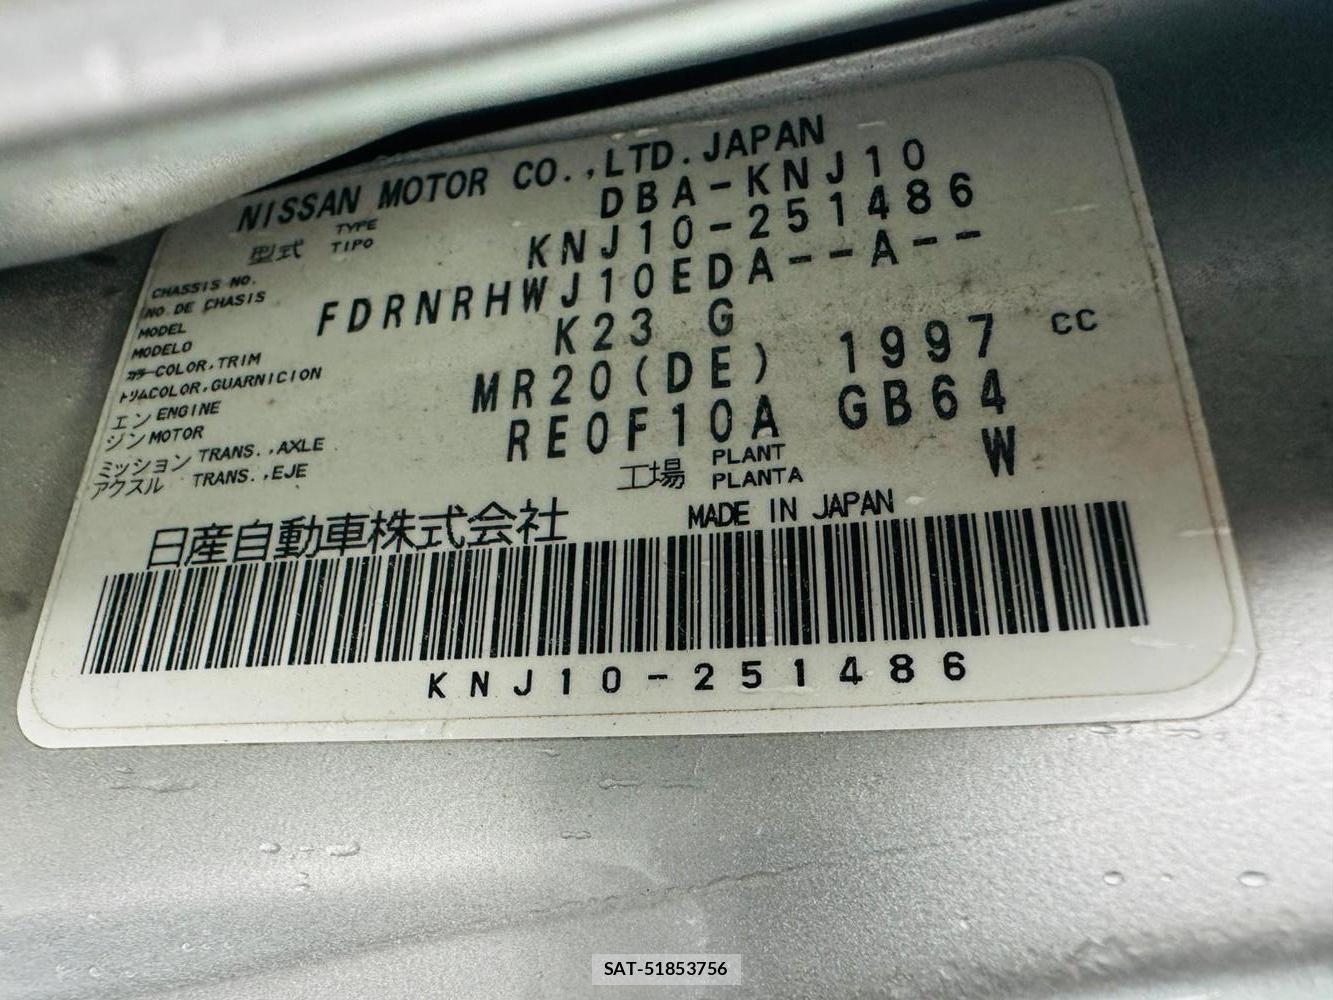 NISSAN MOTOR CO.,LTD.JAPAN
型式 TYPE TIPO DBA-KNJ10
CHASSIS NO. NO.DE CHASIS KNJ10-251486
MODEL MODELO FDRNRHWJ10EDA--A--
カラー COLOR,TRIM トリム COLOR,GUARNICION K23 G
エンジン ENGINE MOTOR MR20(DE) 1997 CC
ミッション アクスル TRANS.,AXLE TRANS.,EJE RE0F10A GB64
工場 PLANT PLANTA W
日産自動車株式会社 MADE IN JAPAN
KNJ10-251486
SAT-51853756